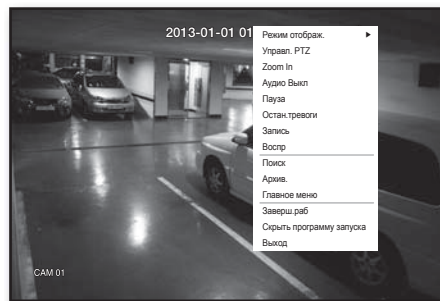 2013-01-01 01
Режим отображ.
Управл. PTZ
Zoom In
Аудио Выкл
Пауза
Остан.тревоги
Запись
Воспр
Поиск
Архив.
Главное меню
Заверш.раб
Скрыть программу запуска
Выход
CAM 01